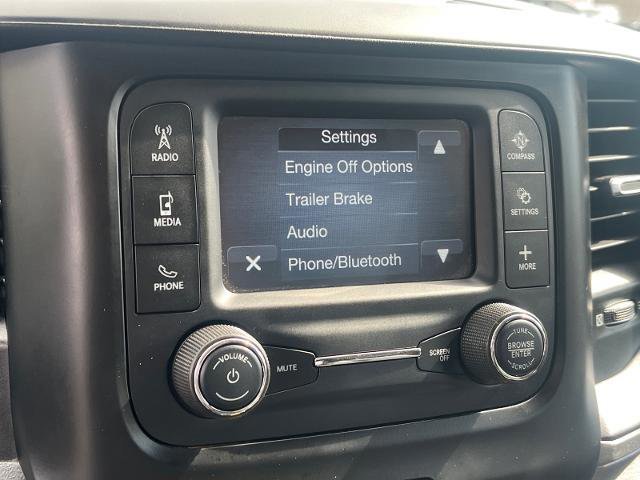 RADIO
MEDIA
PHONE
Settings
Engine Off Options
Trailer Brake
Audio
Phone/Bluetooth
N
COMPASS
SETTINGS
+
MORE
VOLUME
MUTE
SCREEN
OFF
TUNE
BROWSE
ENTER
SCROLL